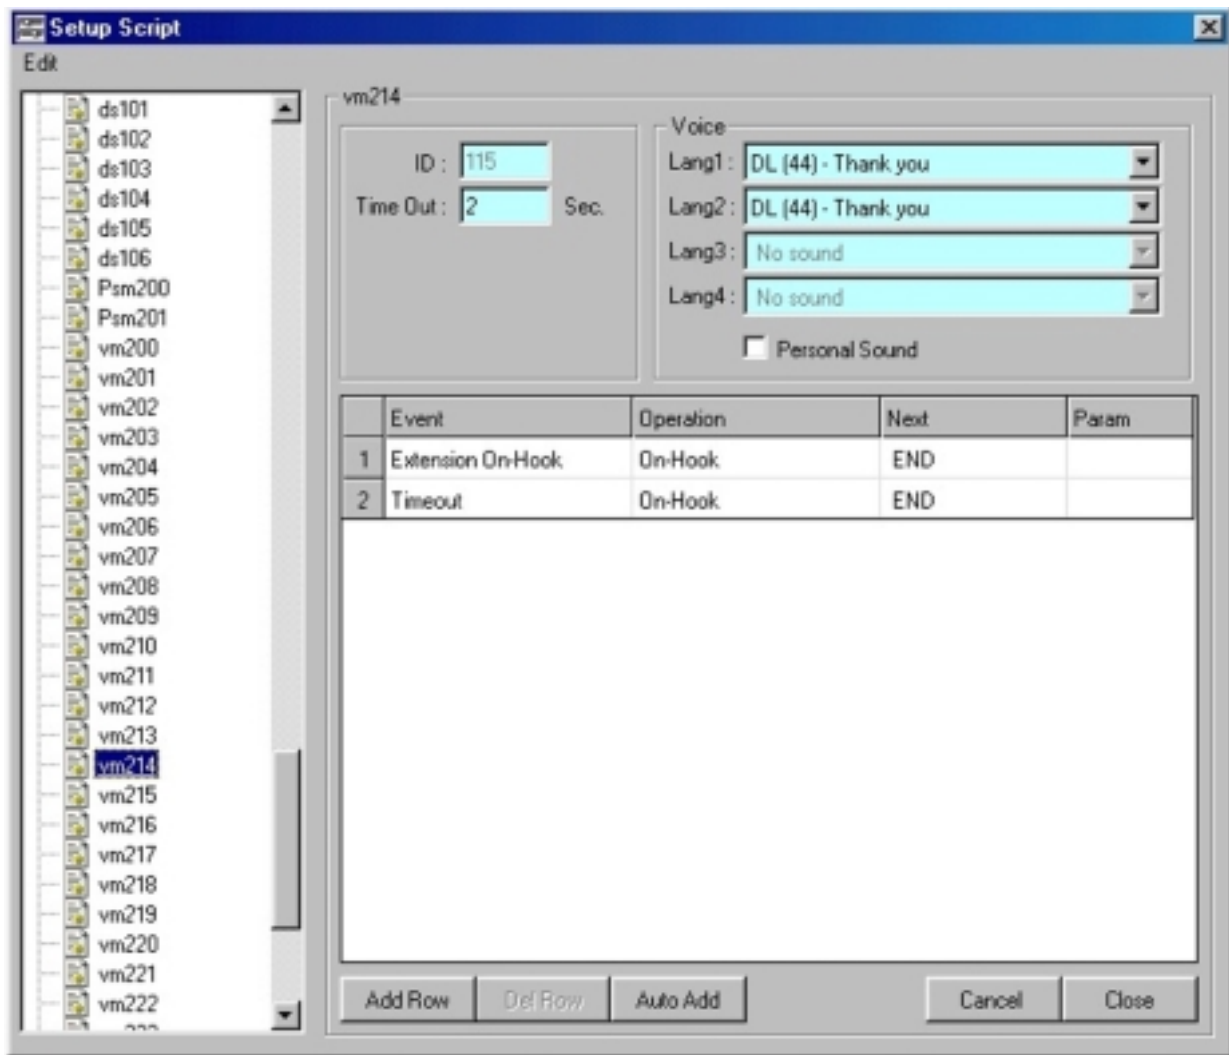 Setup Script
Edit
ds101
ds102
ds103
ds104
ds105
ds106
Psm200
Psm201
vm200
vm201
vm202
vm203
vm204
vm205
vm206
vm207
vm208
vm209
vm210
vm211
vm212
vm213
vm214
vm215
vm216
vm217
vm218
vm219
vm220
vm221
vm222
vm214
ID : 115
Time Out : 2 Sec.
Voice
Lang1 : DL (44) - Thank you
Lang2 : DL (44) - Thank you
Lang3 : No sound
Lang4 : No sound
Personal Sound
Event Operation Next Param
1 Extension On-Hook On-Hook END
2 Timeout On-Hook END
Add Row Del Row Auto Add Cancel Close